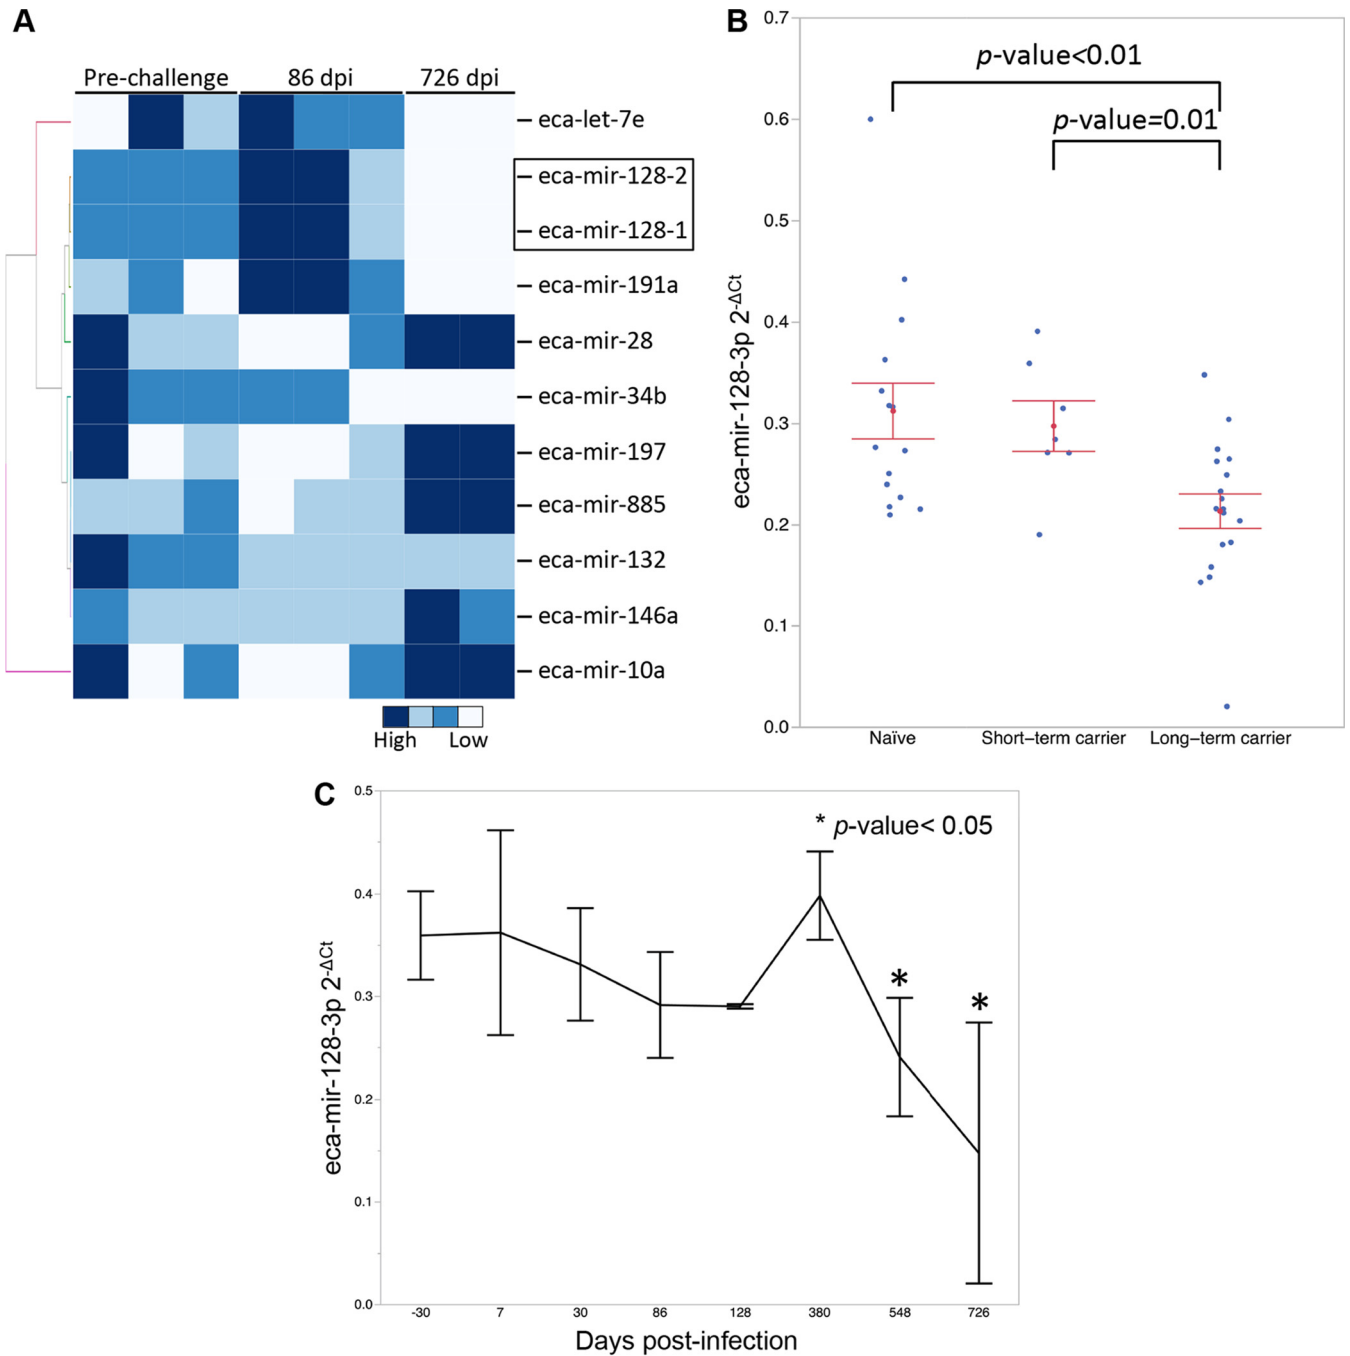 A
Pre-challenge 86 dpi 726 dpi
eca-let-7e
eca-mir-128-2
eca-mir-128-1
eca-mir-191a
eca-mir-28
eca-mir-34b
eca-mir-197
eca-mir-885
eca-mir-132
eca-mir-146a
eca-mir-10a
High Low
B
0.7
0.6
0.5
0.4
0.3
0.2
0.1
0.0
eca-mir-128-3p 2-ΔCt
p-value<0.01
p-value=0.01
Naïve Short–term carrier Long–term carrier
C
0.5
0.4
0.3
0.2
0.1
0.0
eca-mir-128-3p 2-ΔCt
* p-value< 0.05
*
*
-30 7 30 86 128 380 548 726
Days post-infection